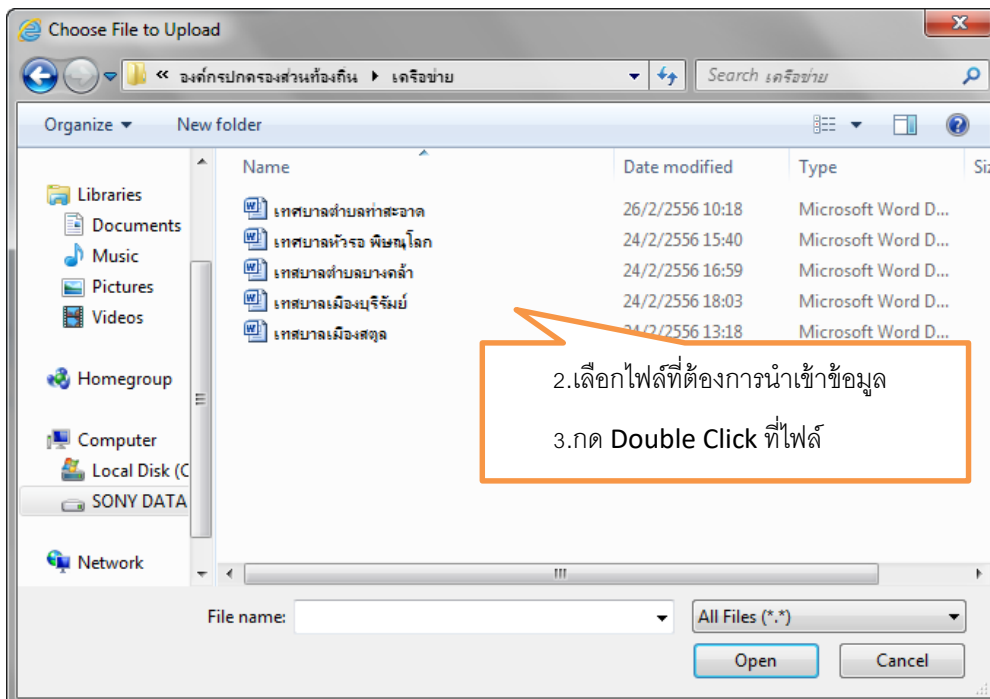 Choose File to Upload
« องค์กรปกครองส่วนท้องถิ่น ▸ เครือข่าย
Search เครือข่าย
Organize
New folder
Name
Date modified
Type
Siz
Libraries
Documents
Music
Pictures
Videos
Homegroup
Computer
Local Disk (C
SONY DATA
Network
เทศบาลตำบลท่าสะอาด 26/2/2556 10:18 Microsoft Word D...
เทศบาลหัวรอ พิษณุโลก 24/2/2556 15:40 Microsoft Word D...
เทศบาลตำบลบางคล้า 24/2/2556 16:59 Microsoft Word D...
เทศบาลเมืองบุรีรัมย์ 24/2/2556 18:03 Microsoft Word D...
เทศบาลเมืองสตูล 24/2/2556 13:18 Microsoft Word D...
2.เลือกไฟล์ที่ต้องการนำเข้าข้อมูล
3.กด Double Click ที่ไฟล์
File name:
All Files (*.*)
Open
Cancel